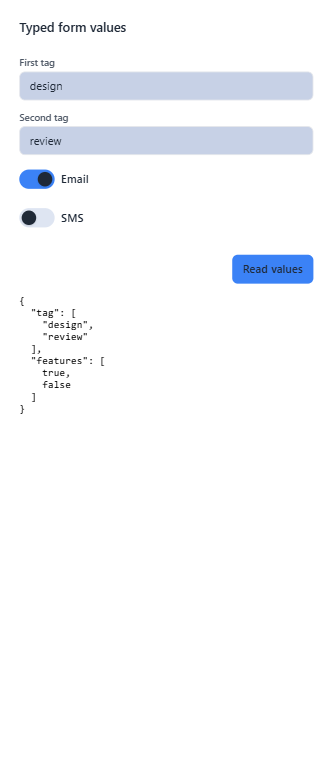 Typed form values
First tag
design
Second tag
review
Email
SMS
Read values
{
  "tag": [
    "design",
    "review"
  ],
  "features": [
    true,
    false
  ]
}